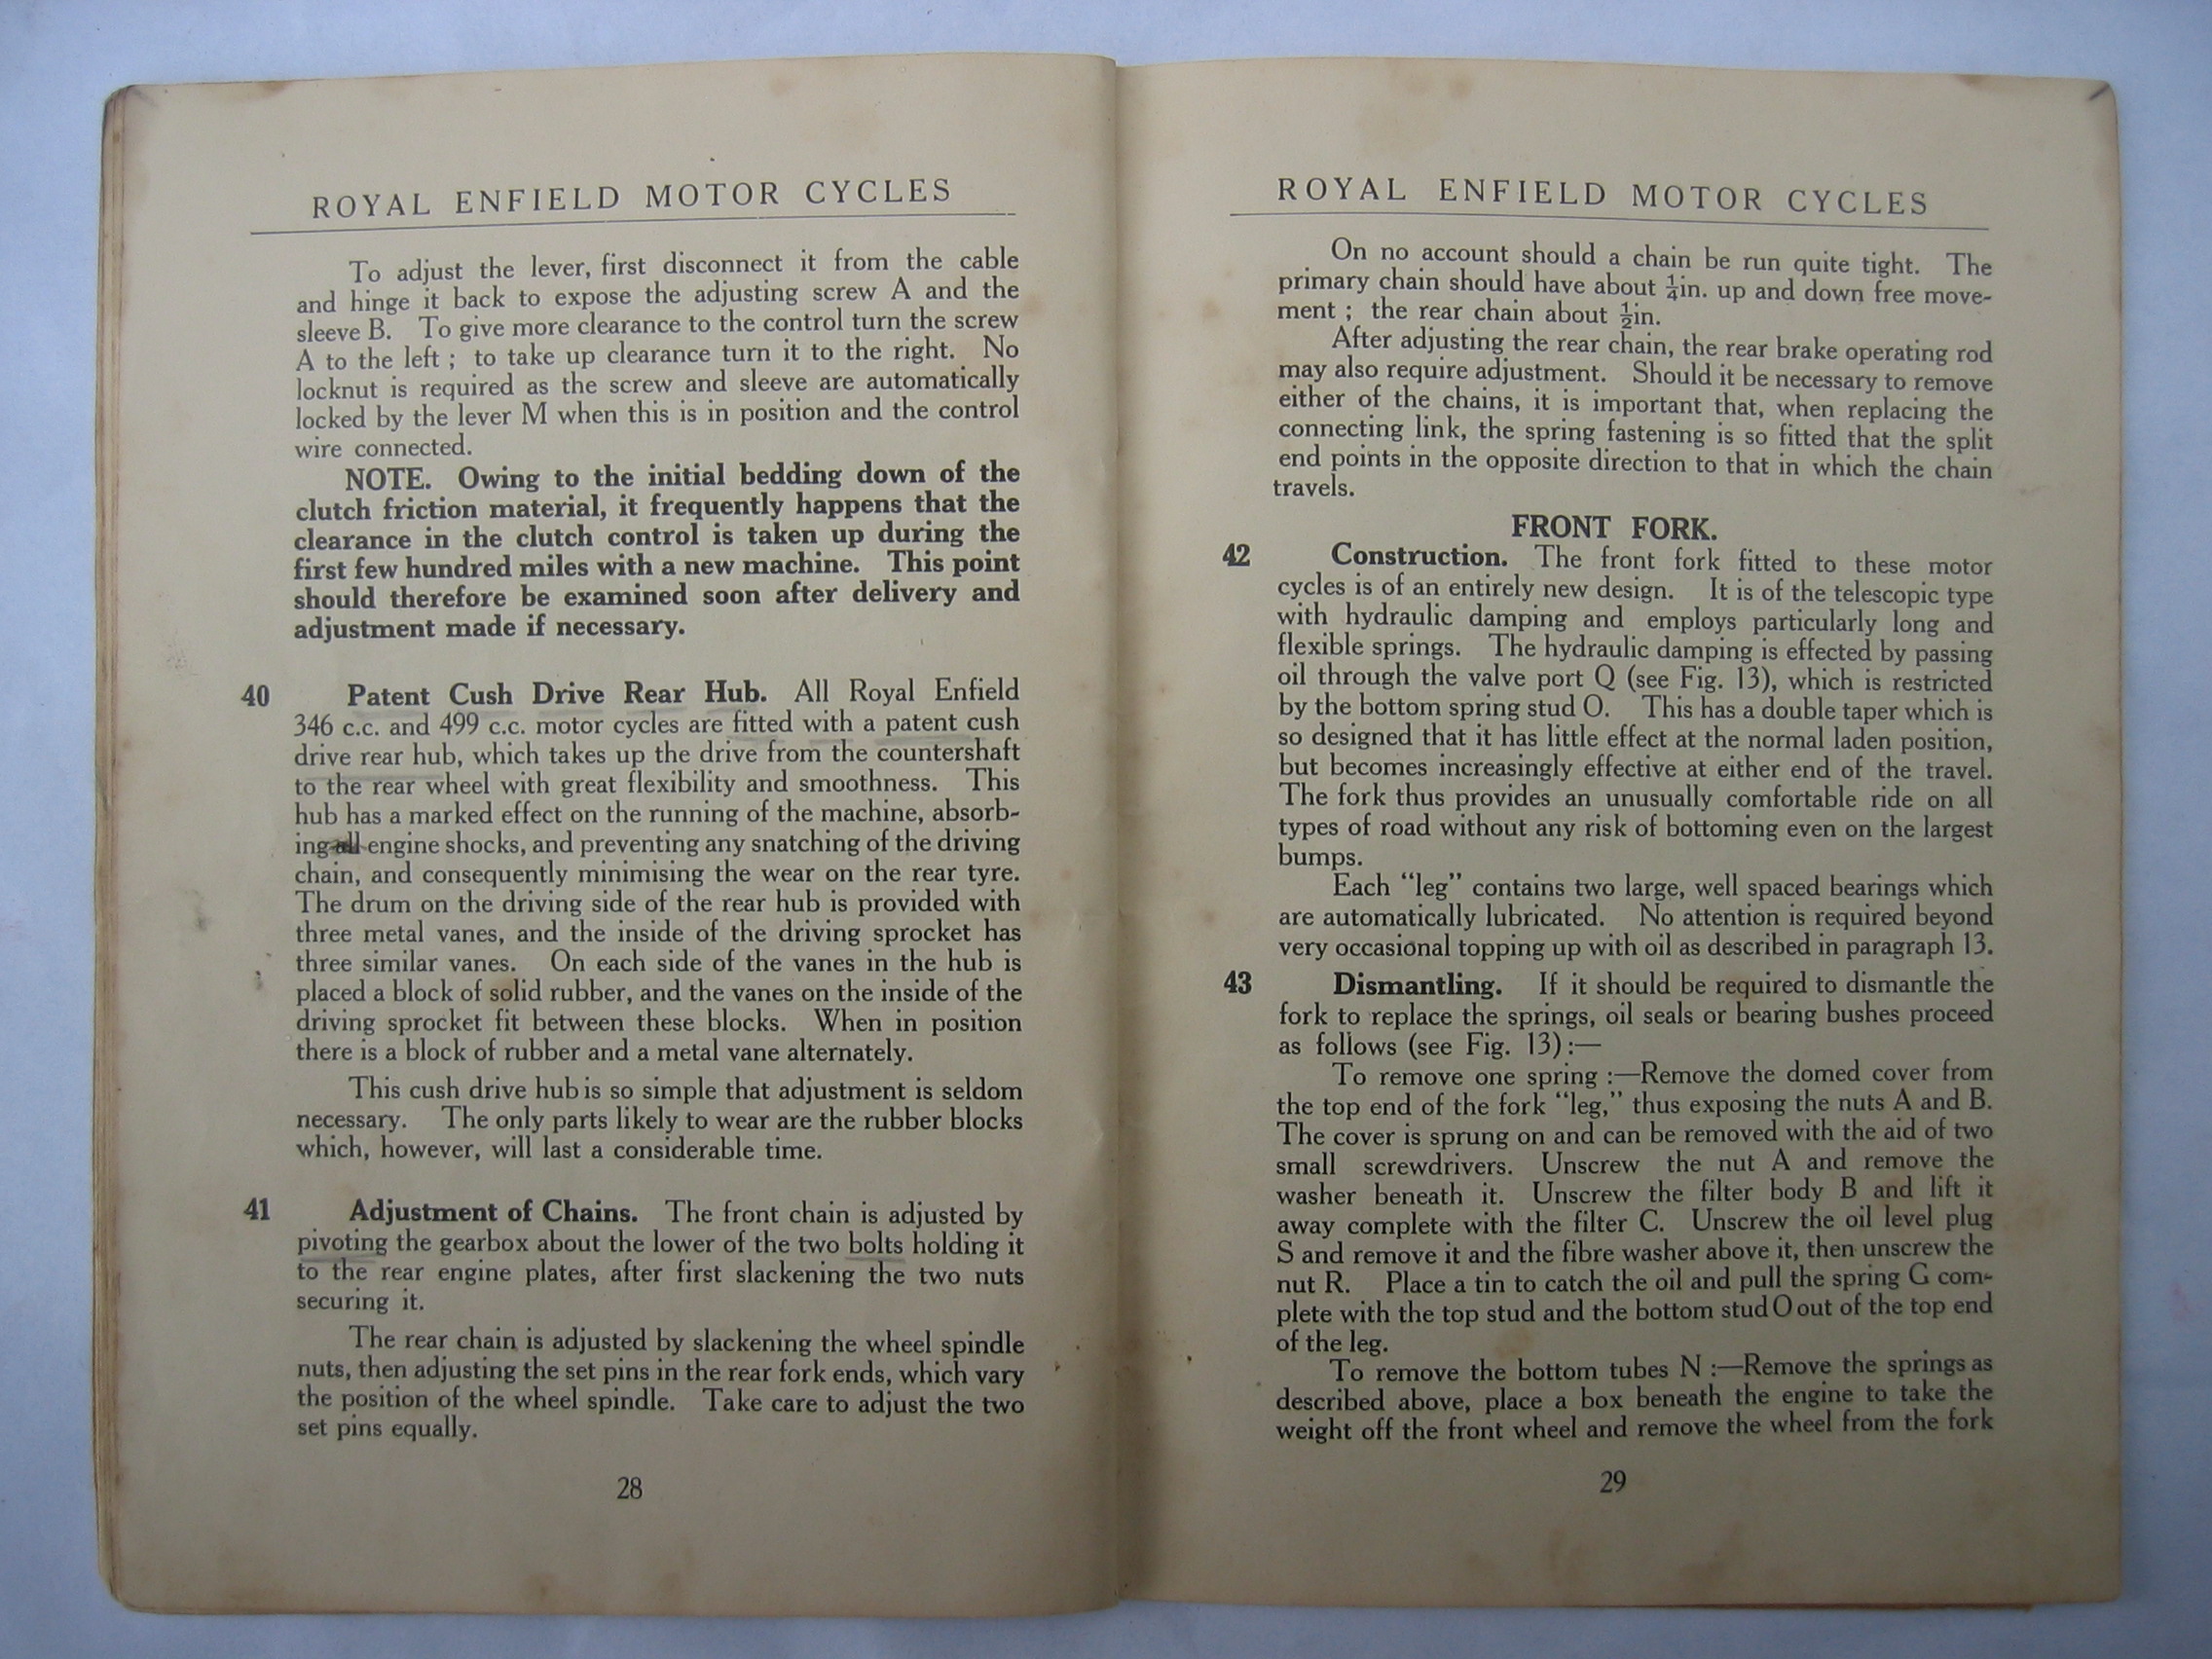 ROYAL ENFIELD MOTOR CYCLES
To adjust the lever, first disconnect it from the cable
and hinge it back to expose the adjusting screw A and the
sleeve B. To give more clearance to the control turn the screw
A to the left ; to take up clearance turn it to the right. No
locknut is required as the screw and sleeve are automatically
locked by the lever M when this is in position and the control
wire connected.
NOTE. Owing to the initial bedding down of the
clutch friction material, it frequently happens that the
clearance in the clutch control is taken up during the
first few hundred miles with a new machine. This point
should therefore be examined soon after delivery and
adjustment made if necessary.
40 Patent Cush Drive Rear Hub. All Royal Enfield
346 c.c. and 499 c.c. motor cycles are fitted with a patent cush
drive rear hub, which takes up the drive from the countershaft
to the rear wheel with great flexibility and smoothness. This
hub has a marked effect on the running of the machine, absorb-
ing all engine shocks, and preventing any snatching of the driving
chain, and consequently minimising the wear on the rear tyre.
The drum on the driving side of the rear hub is provided with
three metal vanes, and the inside of the driving sprocket has
three similar vanes. On each side of the vanes in the hub is
placed a block of solid rubber, and the vanes on the inside of the
driving sprocket fit between these blocks. When in position
there is a block of rubber and a metal vane alternately.
This cush drive hub is so simple that adjustment is seldom
necessary. The only parts likely to wear are the rubber blocks
which, however, will last a considerable time.
41 Adjustment of Chains. The front chain is adjusted by
pivoting the gearbox about the lower of the two bolts holding it
to the rear engine plates, after first slackening the two nuts
securing it.
The rear chain is adjusted by slackening the wheel spindle
nuts, then adjusting the set pins in the rear fork ends, which vary
the position of the wheel spindle. Take care to adjust the two
set pins equally.
28
ROYAL ENFIELD MOTOR CYCLES
On no account should a chain be run quite tight. The
primary chain should have about ¼in. up and down free move-
ment ; the rear chain about ½in.
After adjusting the rear chain, the rear brake operating rod
may also require adjustment. Should it be necessary to remove
either of the chains, it is important that, when replacing the
connecting link, the spring fastening is so fitted that the split
end points in the opposite direction to that in which the chain
travels.
FRONT FORK.
42 Construction. The front fork fitted to these motor
cycles is of an entirely new design. It is of the telescopic type
with hydraulic damping and employs particularly long and
flexible springs. The hydraulic damping is effected by passing
oil through the valve port Q (see Fig. 13), which is restricted
by the bottom spring stud O. This has a double taper which is
so designed that it has little effect at the normal laden position,
but becomes increasingly effective at either end of the travel.
The fork thus provides an unusually comfortable ride on all
types of road without any risk of bottoming even on the largest
bumps.
Each “leg” contains two large, well spaced bearings which
are automatically lubricated. No attention is required beyond
very occasional topping up with oil as described in paragraph 13.
43 Dismantling. If it should be required to dismantle the
fork to replace the springs, oil seals or bearing bushes proceed
as follows (see Fig. 13) :—
To remove one spring :—Remove the domed cover from
the top end of the fork “leg,” thus exposing the nuts A and B.
The cover is sprung on and can be removed with the aid of two
small screwdrivers. Unscrew the nut A and remove the
washer beneath it. Unscrew the filter body B and lift it
away complete with the filter C. Unscrew the oil level plug
S and remove it and the fibre washer above it, then unscrew the
nut R. Place a tin to catch the oil and pull the spring G com-
plete with the top stud and the bottom stud O out of the top end
of the leg.
To remove the bottom tubes N :—Remove the springs as
described above, place a box beneath the engine to take the
weight off the front wheel and remove the wheel from the fork
29